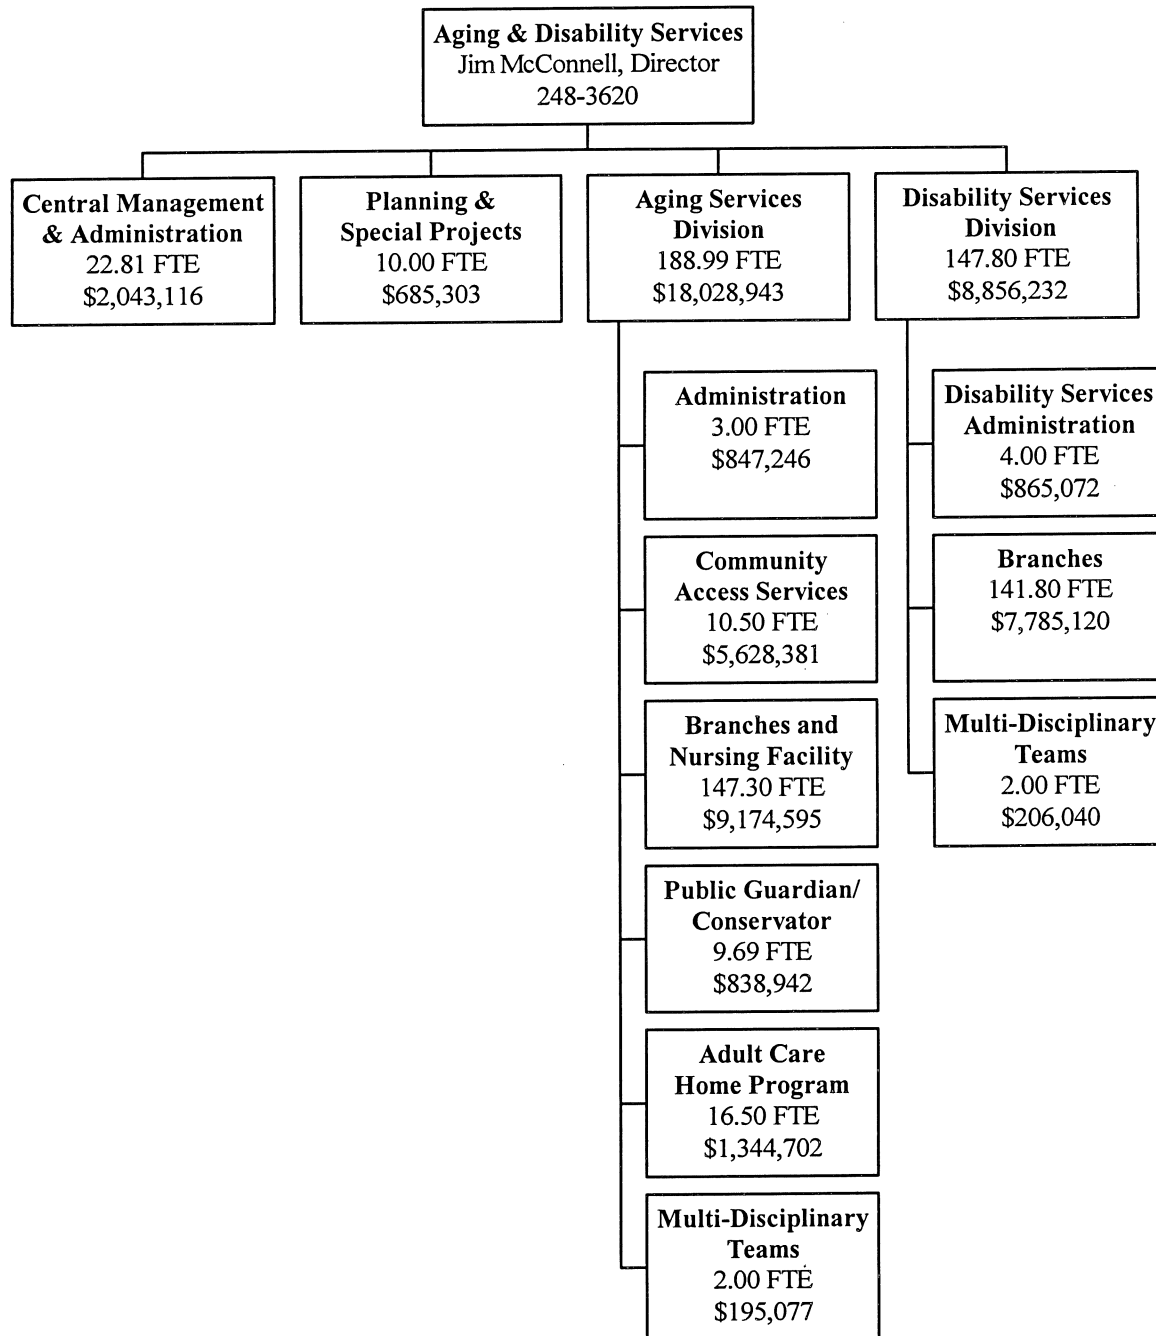 Aging & Disability Services
Jim McConnell, Director
248-3620
Central Management
& Administration
22.81 FTE
$2,043,116
Planning &
Special Projects
10.00 FTE
$685,303
Aging Services
Division
188.99 FTE
$18,028,943
Disability Services
Division
147.80 FTE
$8,856,232
Administration
3.00 FTE
$847,246
Community
Access Services
10.50 FTE
$5,628,381
Branches and
Nursing Facility
147.30 FTE
$9,174,595
Public Guardian/
Conservator
9.69 FTE
$838,942
Adult Care
Home Program
16.50 FTE
$1,344,702
Multi-Disciplinary
Teams
2.00 FTE
$195,077
Disability Services
Administration
4.00 FTE
$865,072
Branches
141.80 FTE
$7,785,120
Multi-Disciplinary
Teams
2.00 FTE
$206,040